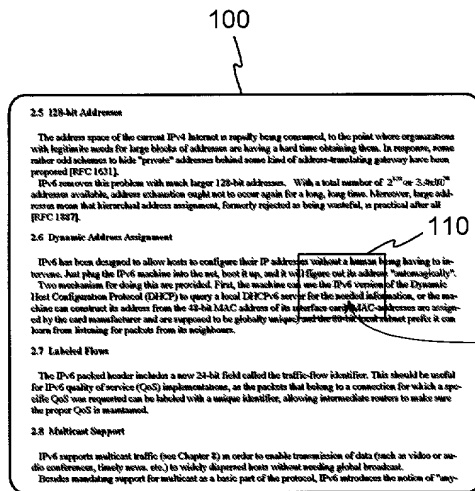 100
2.5 128-bit Addresses
The address space of the current IPv4 Internet is rapidly being consumed, to the point where organizations
with legitimate needs for large blocks of addresses are having a hard time obtaining them. In response, some
rather odd schemes to hide "private" addresses behind some kind of address-translating gateway have been
proposed [RFC 1631].
IPv6 removes this problem with much larger 128-bit addresses. With a total number of 2^128 or
addresses available, address exhaustion ought not to occur again for a long, long time. Moreover, large add-
resses mean that hierarchical address assignment, formerly rejected as being wasteful, is practical after all
[RFC 1887].
110
2.6 Dynamic Address Assignment
IPv6 has been designed to allow hosts to configure their IP addresses without a human being having to in-
tervene. Just plug the IPv6 machine into the net, boot it up, and it will figure out its address "automagically".
Two mechanism for doing this are provided. First, the machine can use the IPv6 version of the Dynamic
Host Configuration Protocol (DHCP) to query a local DHCPv6 server for the needed information, or the ma-
chine can construct its address from the 48-bit MAC address of its interface card. MAC-addresses are assign-
ed by the card manufacturer and are supposed to be globally unique, and the 80-bit local subnet prefix it can
learn from listening for packets from its neighbours.
2.7 Labeled Flows
The IPv6 packed header includes a new 24-bit field called the traffic-flow identifier. This should be useful
for IPv6 quality of service (QoS) implementations, as the packets that belong to a connection for which a spe-
cific QoS was requested can be labeled with a unique identifier, allowing intermediate routers to make sure
the proper QoS is maintained.
2.8 Multicast Support
IPv6 supports multicast traffic (see Chapter 8) in order to enable transmission of data (such as video or au-
dio conferences, timely news, etc.) to widely dispersed hosts without needing global broadcast.
Besides mandating support for multicast as a basic part of the protocol, IPv6 introduces the notion of "any-